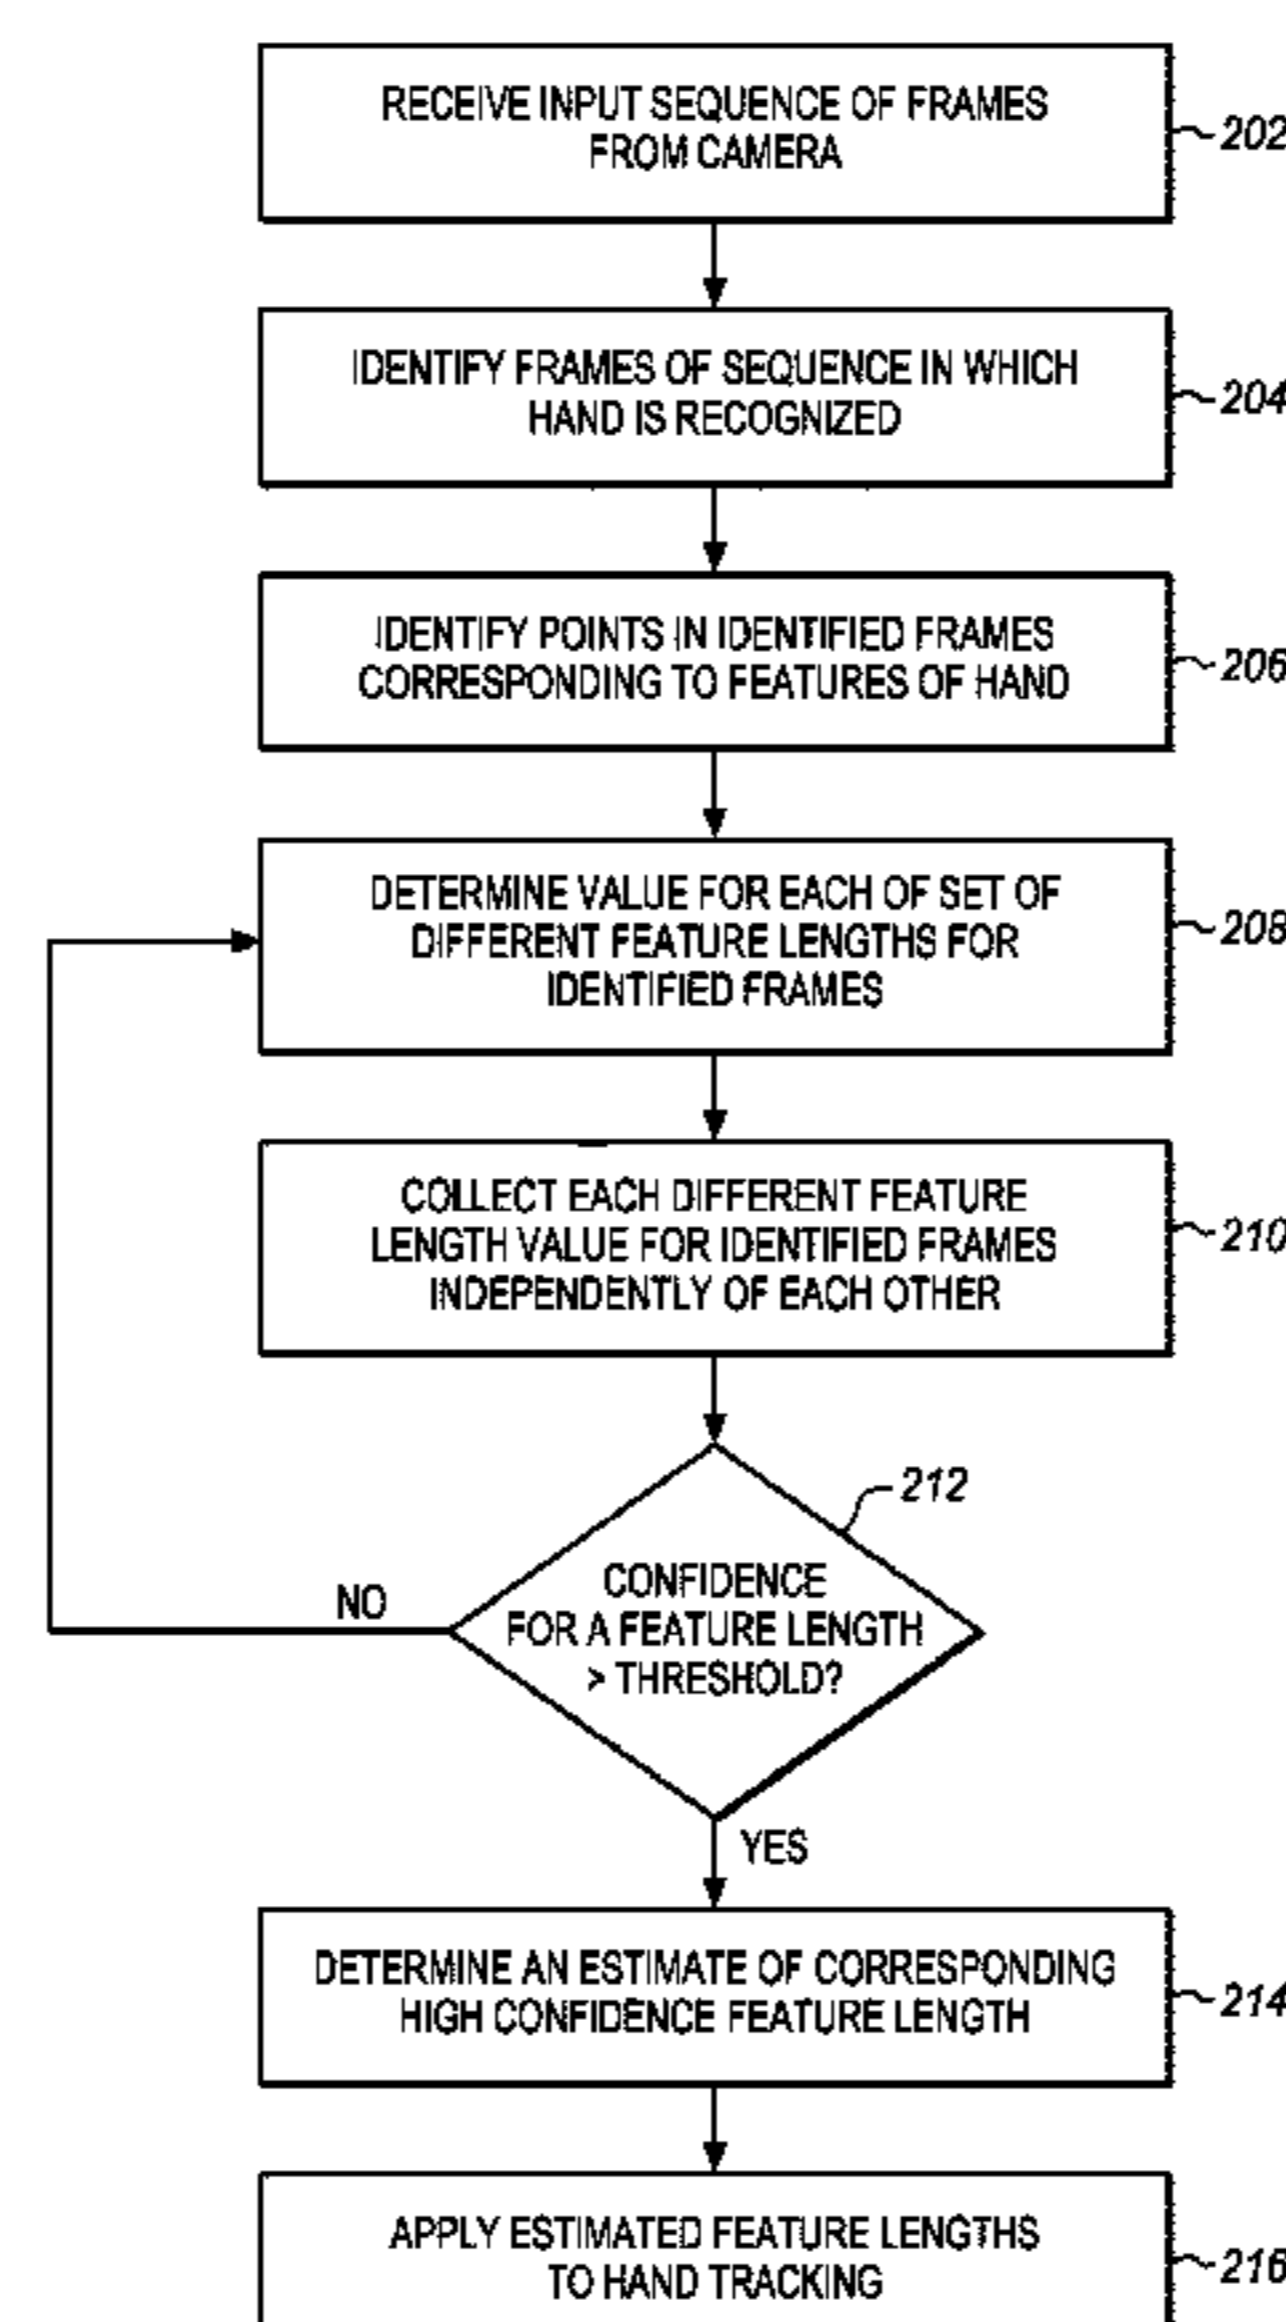 RECEIVE INPUT SEQUENCE OF FRAMES
FROM CAMERA
202
IDENTIFY FRAMES OF SEQUENCE IN WHICH
HAND IS RECOGNIZED
204
IDENTIFY POINTS IN IDENTIFIED FRAMES
CORRESPONDING TO FEATURES OF HAND
206
DETERMINE VALUE FOR EACH OF SET OF
DIFFERENT FEATURE LENGTHS FOR
IDENTIFIED FRAMES
208
COLLECT EACH DIFFERENT FEATURE
LENGTH VALUE FOR IDENTIFIED FRAMES
INDEPENDENTLY OF EACH OTHER
210
212
CONFIDENCE
FOR A FEATURE LENGTH
> THRESHOLD?
NO
YES
DETERMINE AN ESTIMATE OF CORRESPONDING
HIGH CONFIDENCE FEATURE LENGTH
214
APPLY ESTIMATED FEATURE LENGTHS
TO HAND TRACKING
216